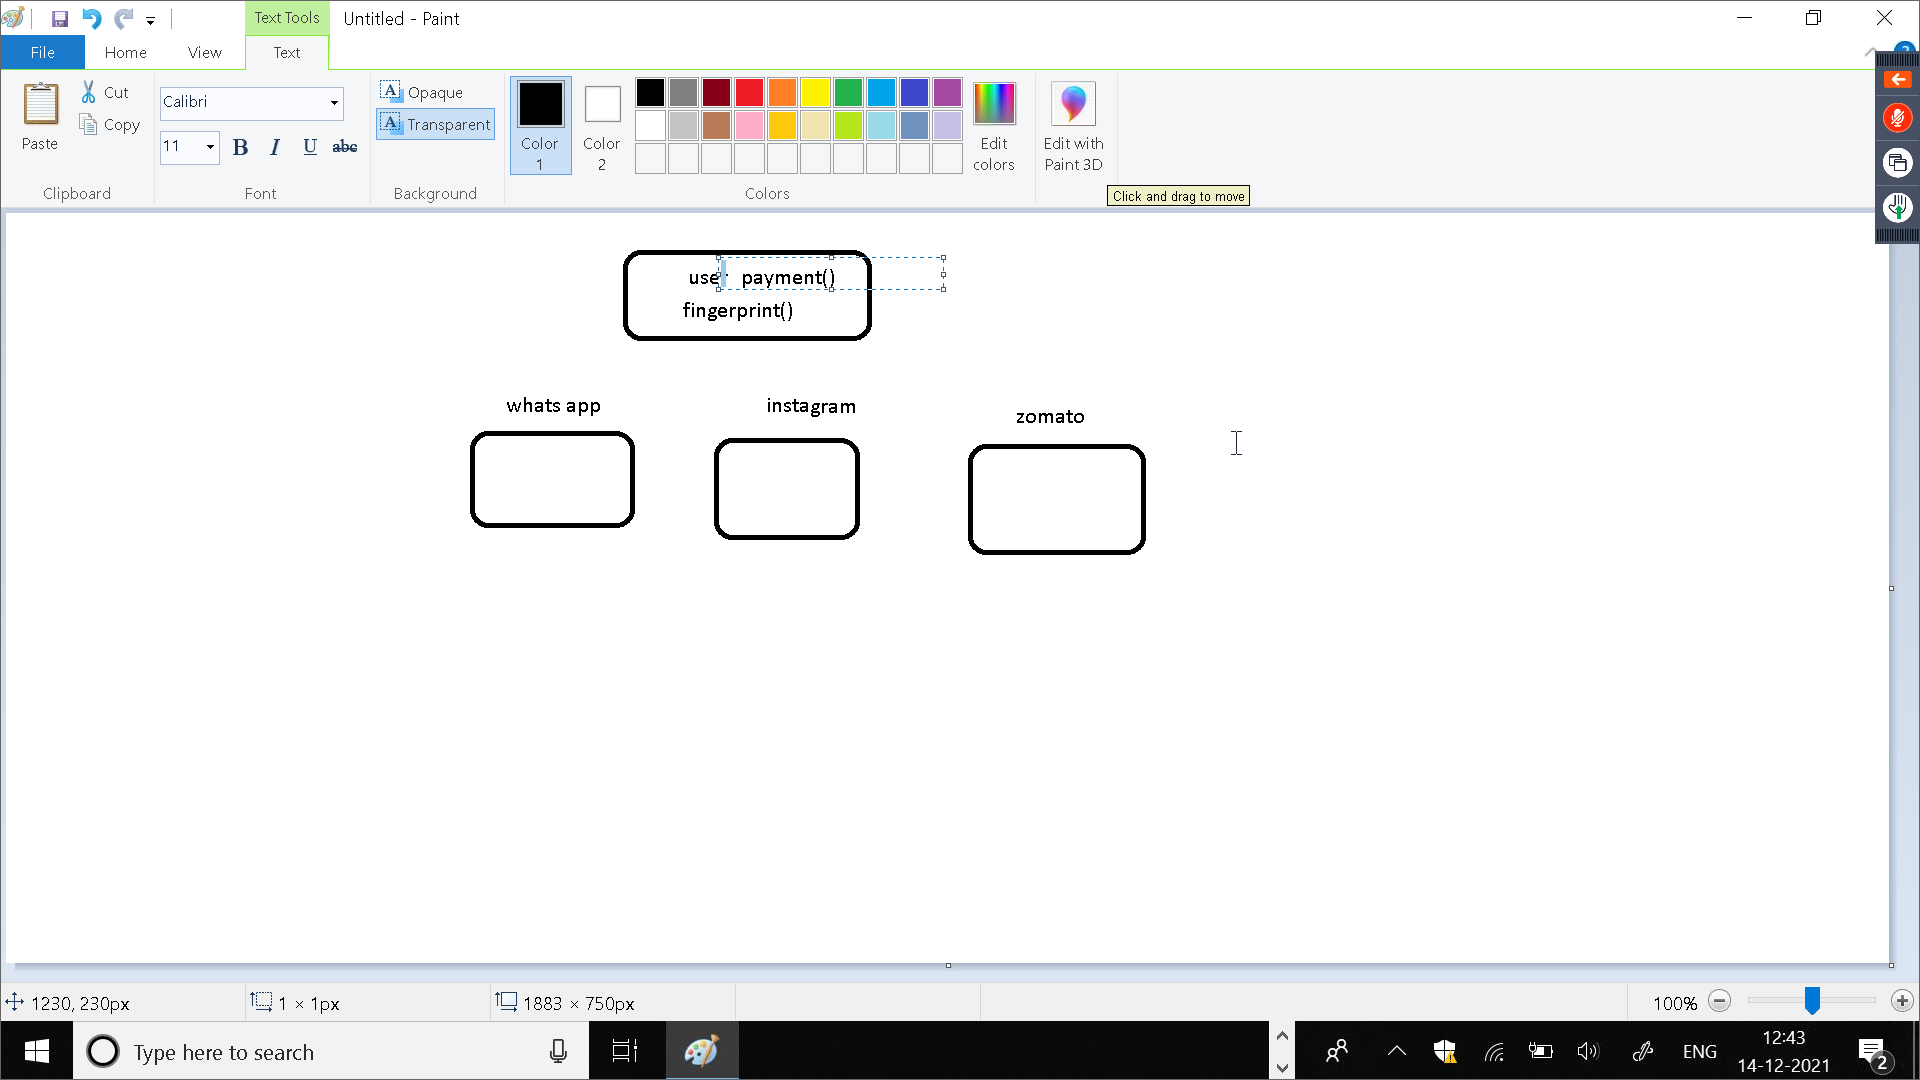 Text Tools
Untitled - Paint
File
Home
View
Text
Paste
Cut
Copy
Clipboard
Calibri
11
B I U abc
Font
A Opaque
A Transparent
Background
Color 1
Color 2
Colors
Edit colors
Edit with Paint 3D
Click and drag to move
user payment()
fingerprint()
whats app
instagram
zomato
1230, 230px
1 × 1px
1883 × 750px
100%
Type here to search
ENG
12:43
14-12-2021
2